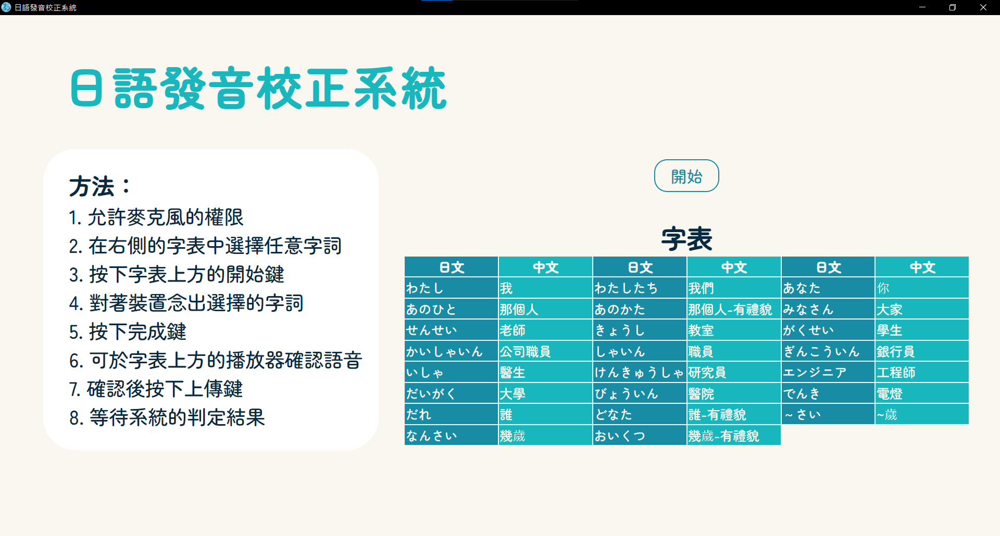 日語發音校正系統
日語發音校正系統
方法：
1. 允許麥克風的權限
2. 在右側的字表中選擇任意字詞
3. 按下字表上方的開始鍵
4. 對著裝置念出選擇的字詞
5. 按下完成鍵
6. 可於字表上方的播放器確認語音
7. 確認後按下上傳鍵
8. 等待系統的判定結果
開始
字表
日文 中文 日文 中文 日文 中文
わたし 我 わたしたち 我們 あなた 你
あのひと 那個人 あのかた 那個人-有禮貌 みなさん 大家
せんせい 老師 きょうし 教室 がくせい 學生
かいしゃいん 公司職員 しゃいん 職員 ぎんこういん 銀行員
いしゃ 醫生 けんきゅうしゃ 研究員 エンジニア 工程師
だいがく 大學 びょういん 醫院 でんき 電燈
だれ 誰 どなた 誰-有禮貌 ～さい ~歲
なんさい 幾歲 おいくつ 幾歲-有禮貌